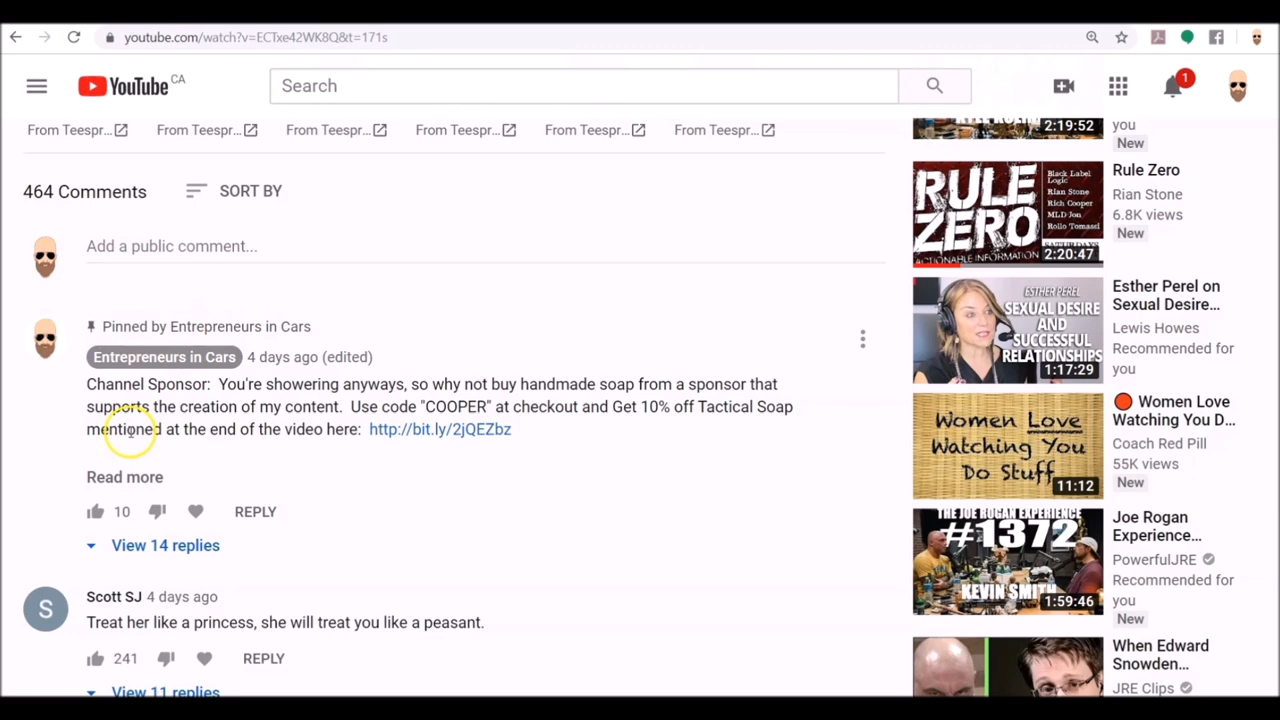 youtube.com/watch?v=ECTxe42WK8Q&t=171s
YouTube CA
Search
1
From Teespr...
From Teespr...
From Teespr...
From Teespr...
From Teespr...
From Teespr...
464 Comments
SORT BY
Add a public comment...
Pinned by Entrepreneurs in Cars
Entrepreneurs in Cars 4 days ago (edited)
Channel Sponsor: You're showering anyways, so why not buy handmade soap from a sponsor that
supports the creation of my content. Use code "COOPER" at checkout and Get 10% off Tactical Soap
mentioned at the end of the video here: http://bit.ly/2jQEZbz
Read more
10
REPLY
View 14 replies
S
Scott SJ 4 days ago
Treat her like a princess, she will treat you like a peasant.
241
REPLY
View 11 replies
2:19:52
you
New
RULE
ZERO
Black Label
Logic
Rian Stone
Rich Cooper
MLD Jon
Rollo Tomassi
SATURDAYS
ACTIONABLE INFORMATION
2:20:47
Rule Zero
Rian Stone
6.8K views
New
ESTHER PEREL
SEXUAL DESIRE
AND
SUCCESSFUL
RELATIONSHIPS
1:17:29
Esther Perel on
Sexual Desire...
Lewis Howes
Recommended for
you
Women Love
Watching You
Do Stuff
11:12
Women Love
Watching You D...
Coach Red Pill
55K views
New
THE JOE ROGAN EXPERIENCE
#1372
KEVIN SMITH
1:59:46
Joe Rogan
Experience...
PowerfulJRE
Recommended for
you
New
When Edward
Snowden...
JRE Clips